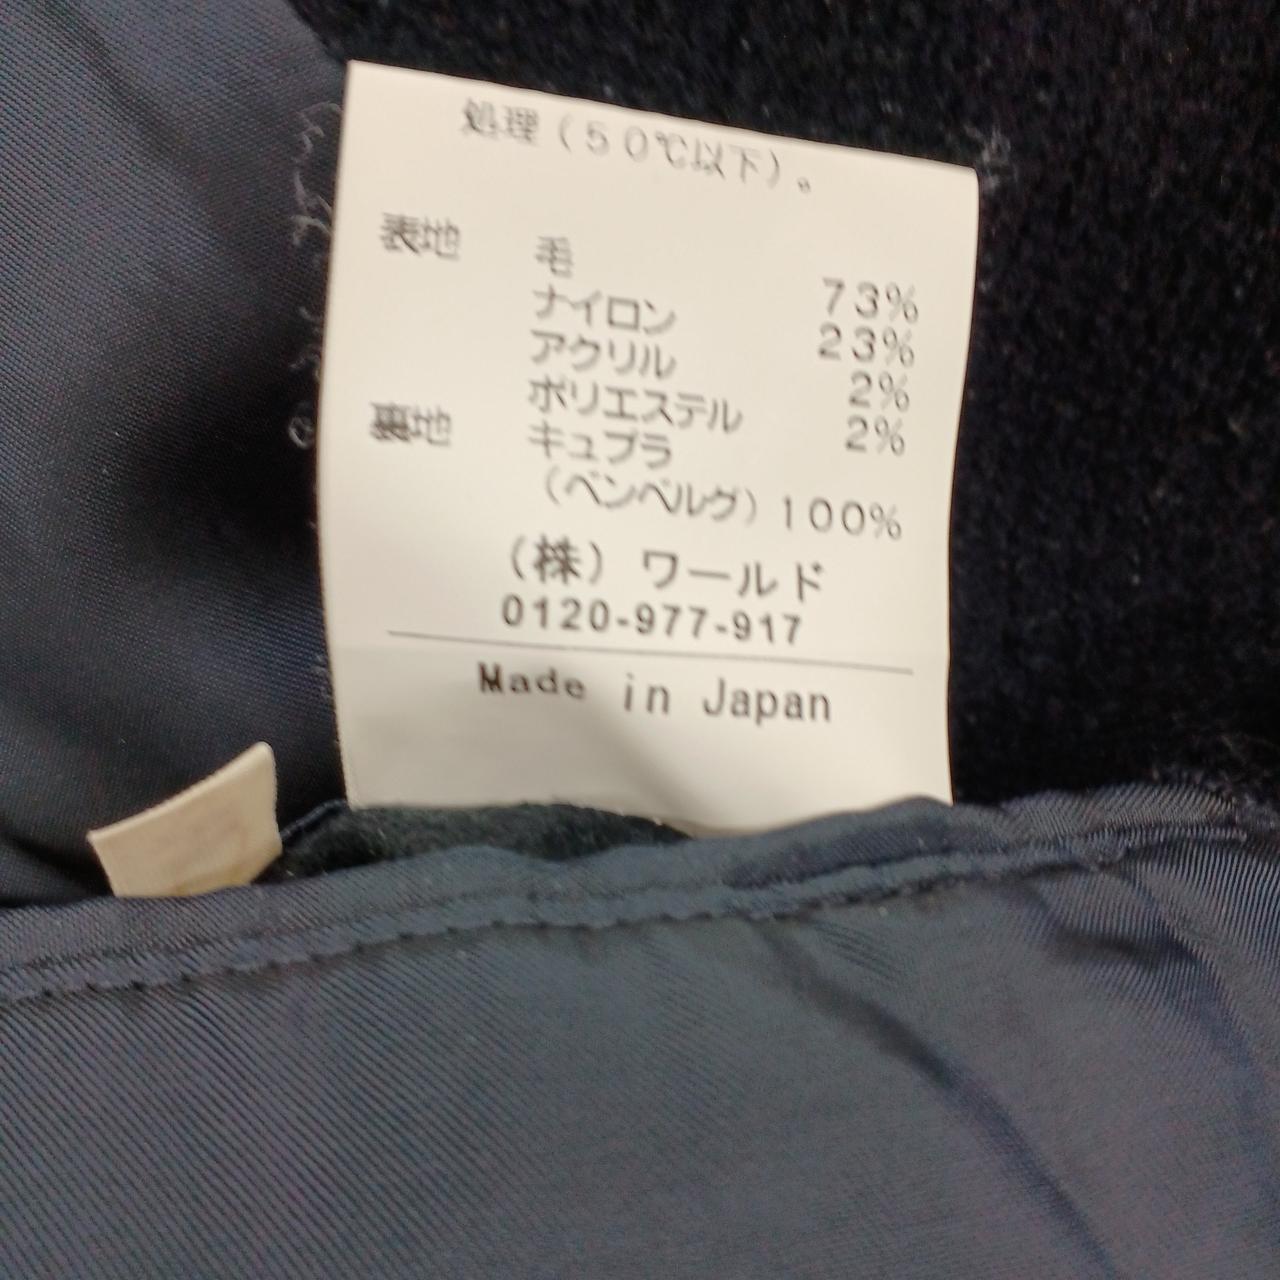 処理（50℃以下）。
表地 毛 73%
ナイロン 23%
アクリル 2%
ポリエステル 2%
裏地 キュプラ
（ベンベルグ）100%
（株）ワールド
0120-977-917
Made in Japan